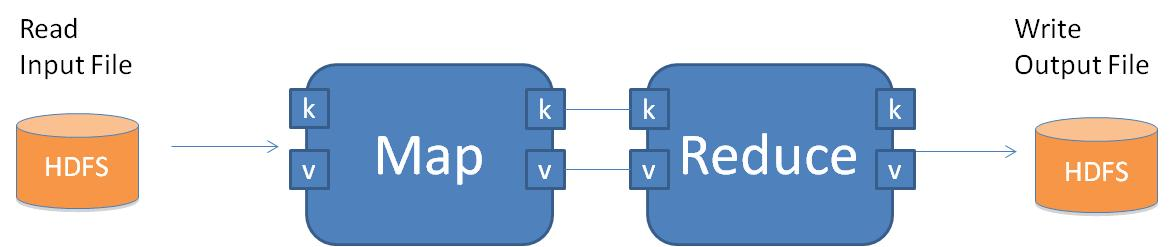 Read
Input File
HDFS
k
v
Map
k
v
k
v
Reduce
k
v
Write
Output File
HDFS